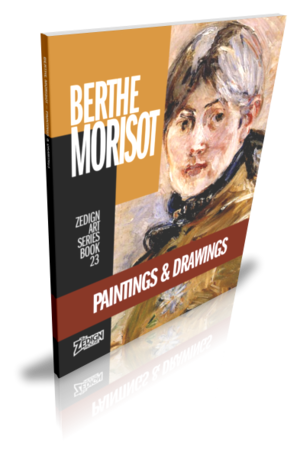 BERTHE
MORISOT
ZEDIGN
ART
SERIES
BOOK
23
PAINTINGS & DRAWINGS
ZEDIGN